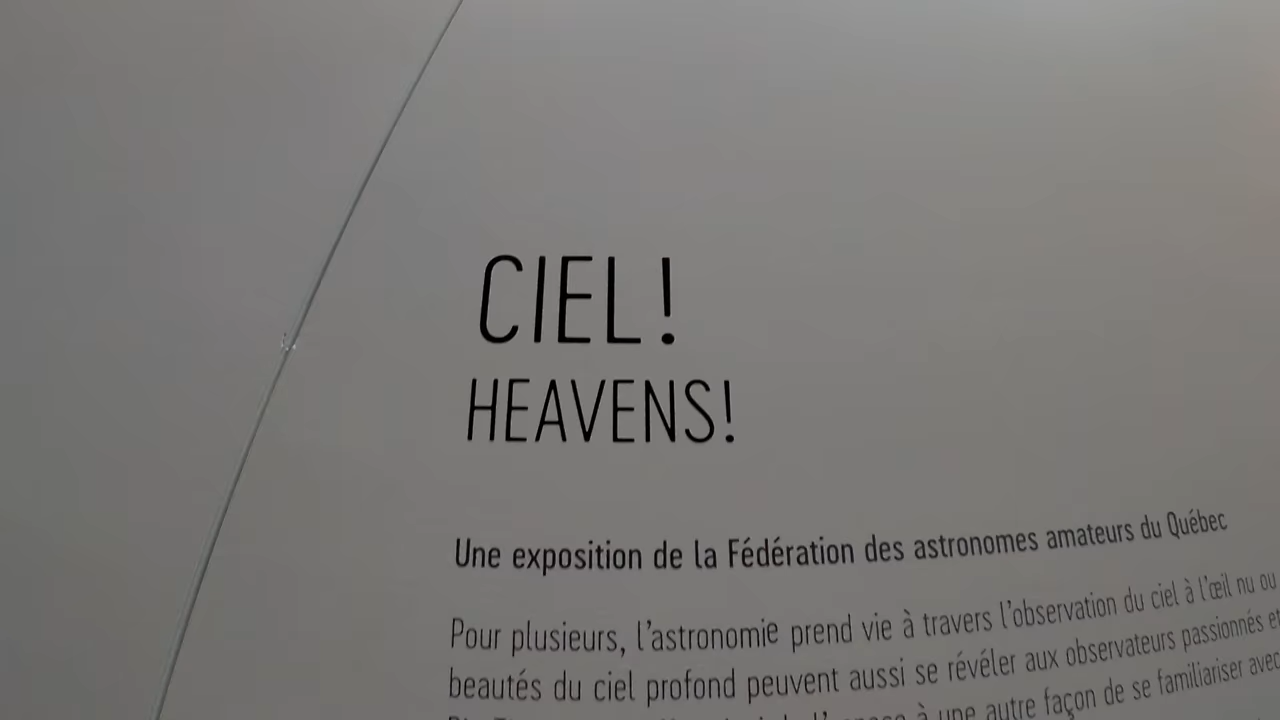 CIEL !
HEAVENS!
Une exposition de la Fédération des astronomes amateurs du Québec
Pour plusieurs, l'astronomie prend vie à travers l'observation du ciel à l'œil nu ou
beautés du ciel profond peuvent aussi se révéler aux observateurs passionnés et
à une autre façon de se familiariser avec